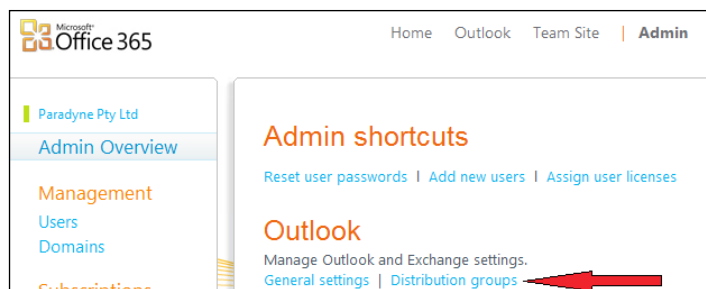 Microsoft®
Office 365
Home Outlook Team Site | Admin
Paradyne Pty Ltd
Admin Overview
Management
Users
Domains
Subscriptions
Admin shortcuts
Reset user passwords | Add new users | Assign user licenses
Outlook
Manage Outlook and Exchange settings.
General settings | Distribution groups